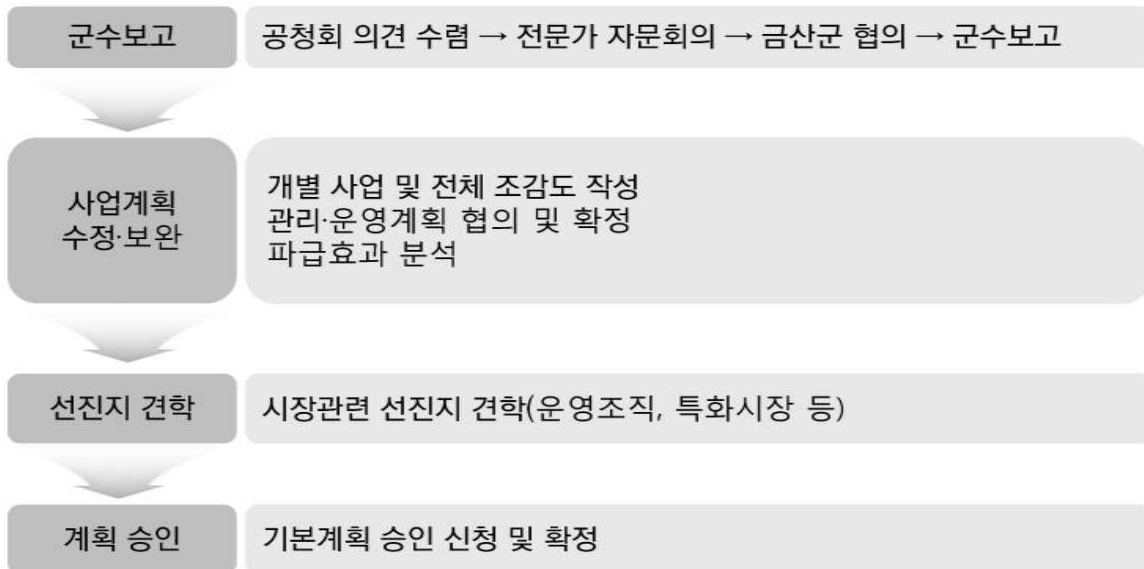 군수보고
공청회 의견 수렴 → 전문가 자문회의 → 금산군 협의 → 군수보고
사업계획
수정·보완
개별 사업 및 전체 조감도 작성
관리·운영계획 협의 및 확정
파급효과 분석
선진지 견학
시장관련 선진지 견학(운영조직, 특화시장 등)
계획 승인
기본계획 승인 신청 및 확정